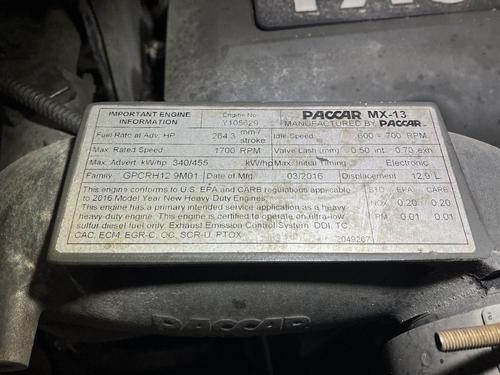 IMPORTANT ENGINE INFORMATION
Engine No
Y105629
PACCAR MX-13
MANUFACTURED BY PACCAR
Fuel Rate at Adv. HP 264.3 mm³/stroke
Idle Speed 600 - 700 RPM
Max. Rated Speed 1700 RPM
Valve Lash (mm) 0.50 int. 0.70 exh.
Max. Advert kW/hp 340/455 kW/hp
Max. Initial Timing Electronic
Family GPCRH12.9M01
Date of Mfg 03/2016
Displacement 12.9 L
This engine conforms to U.S. EPA and CARB regulations applicable
to 2016 Model Year New Heavy Duty Engines.
This engine has a primary intended service application as a heavy
heavy-duty engine. This engine is certified to operate on ultra-low
sulfur diesel fuel only. Exhaust Emission Control System: DDI, TC,
CAC, ECM, EGR-C, OC, SCR-U, PTOX
STD EPA CARB
NOX 0.20 0.20
PM 0.01 0.01
2049267
PACCAR